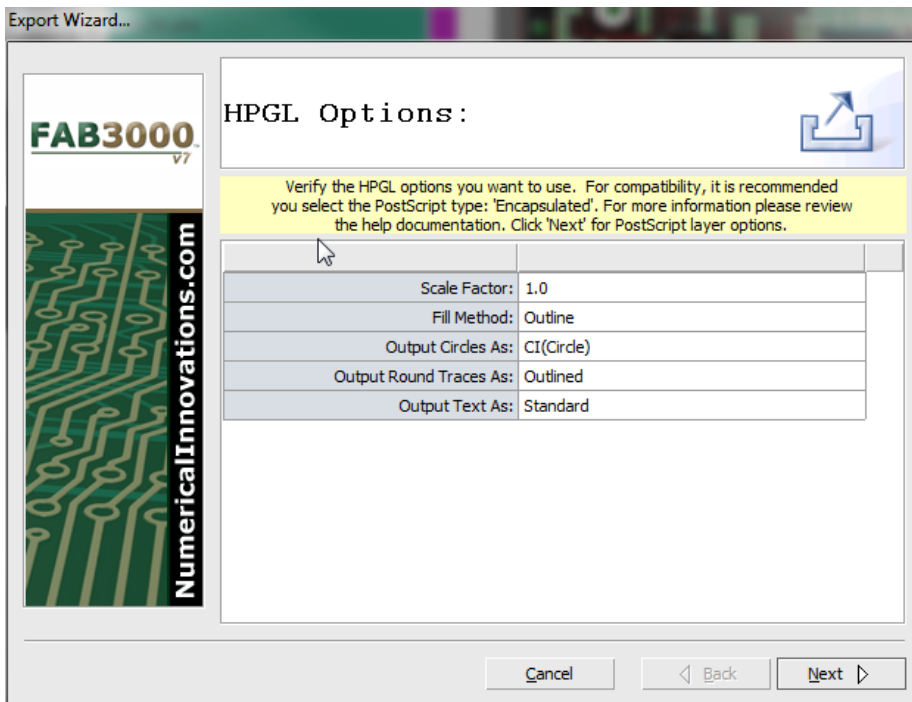 Export Wizard...
FAB3000
v7
NumericalInnovations.com
HPGL Options:
Verify the HPGL options you want to use. For compatibility, it is recommended
you select the PostScript type: 'Encapsulated'. For more information please review
the help documentation. Click 'Next' for PostScript layer options.
Scale Factor: 1.0
Fill Method: Outline
Output Circles As: CI(Circle)
Output Round Traces As: Outlined
Output Text As: Standard
Cancel
Back
Next